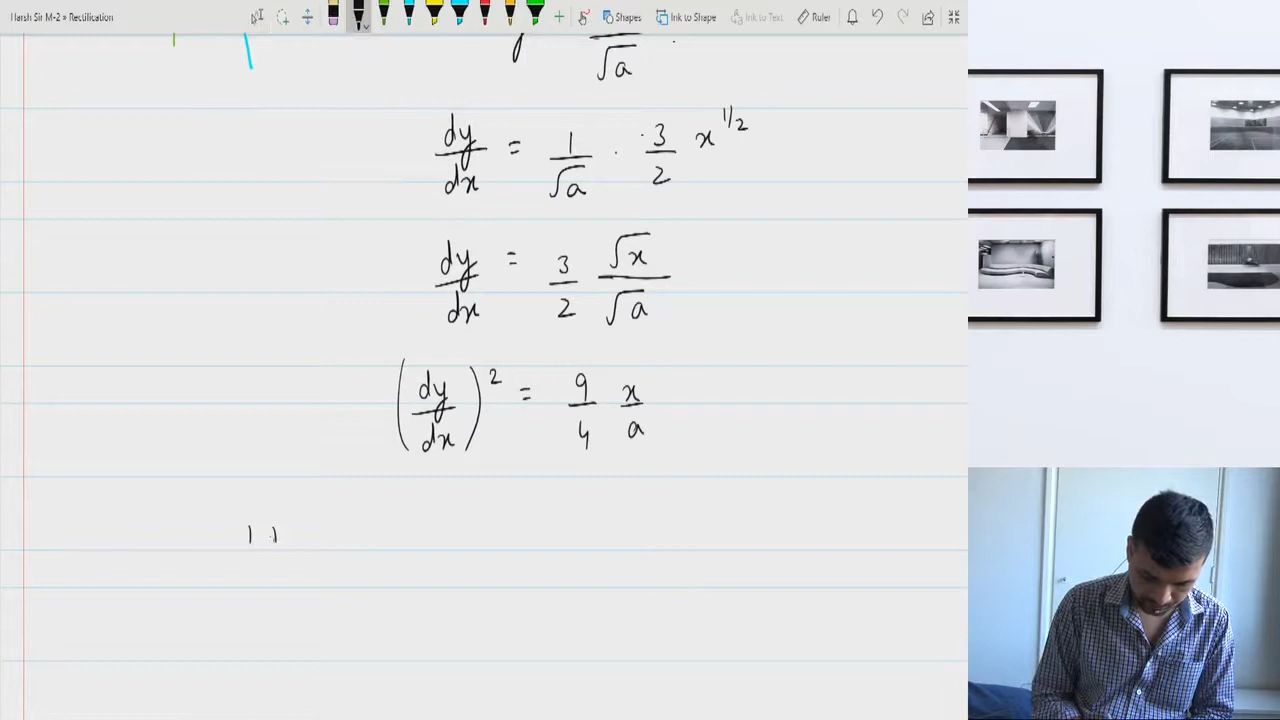 Harsh Sir M-2 » Rectification
Shapes Ink to Shape Ink to Text Ruler
√a
dy/dx = 1/√a · 3/2 x^1/2
dy/dx = 3/2 √x/√a
(dy/dx)^2 = 9/4 x/a